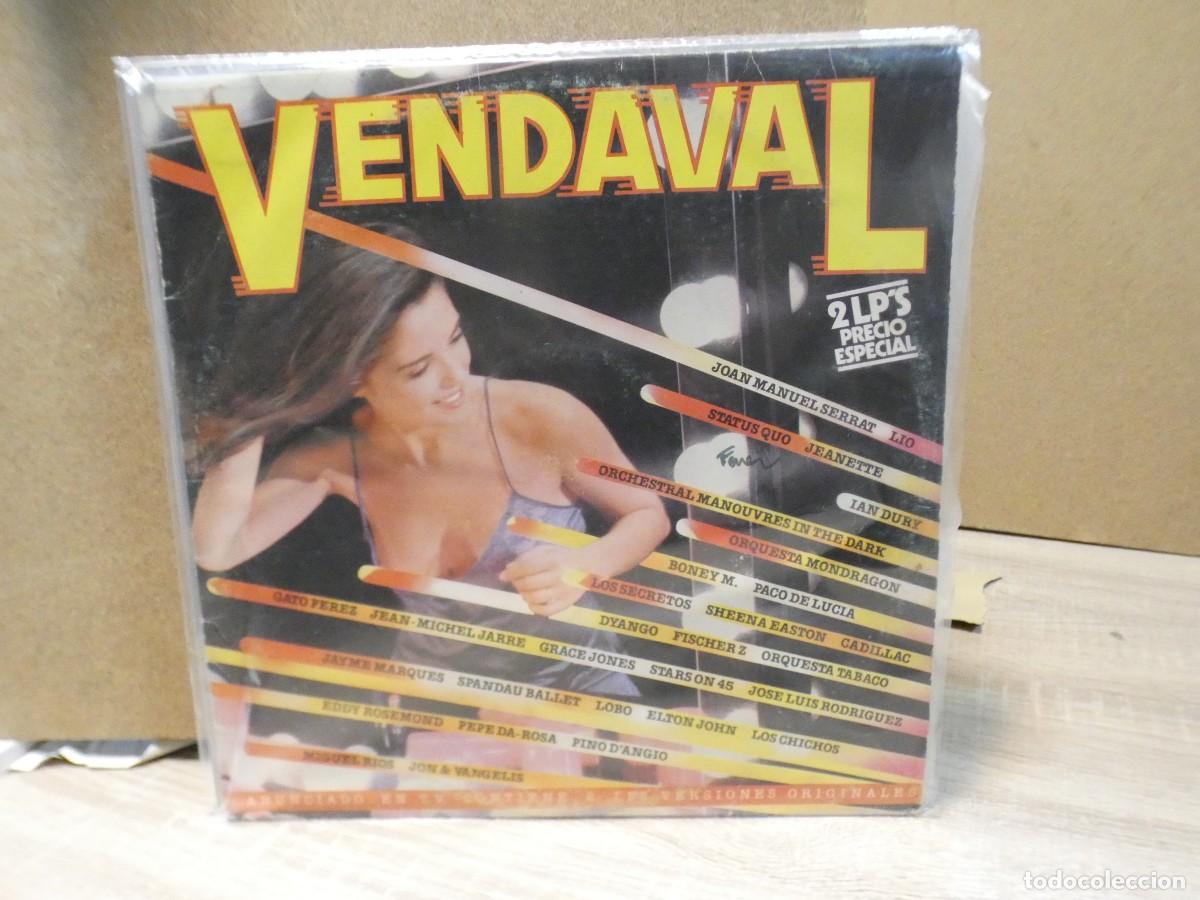 VENDAVAL
2 LP'S
PRECIO
ESPECIAL
JOAN MANUEL SERRAT LIO
STATUS QUO JEANETTE
IAN DURY
ORCHESTRAL MANOUVRES IN THE DARK
ORQUESTA MONDRAGON
BONEY M. PACO DE LUCIA
LOS SECRETOS SHEENA EASTON CADILLAC
DYANGO FISCHER Z ORQUESTA TABACO
GATO PEREZ JEAN-MICHEL JARRE GRACE JONES STARS ON 45 JOSE LUIS RODRIGUEZ
JAYME MARQUES SPANDAU BALLET LOBO ELTON JOHN LOS CHICHOS
EDDY ROSEMOND PEPE DA-ROSA PINO D'ANGIO
MIGUEL RIOS JON & VANGELIS
ANUNCIADO EN T.V. CONTIENE VERSIONES ORIGINALES
todocoleccion